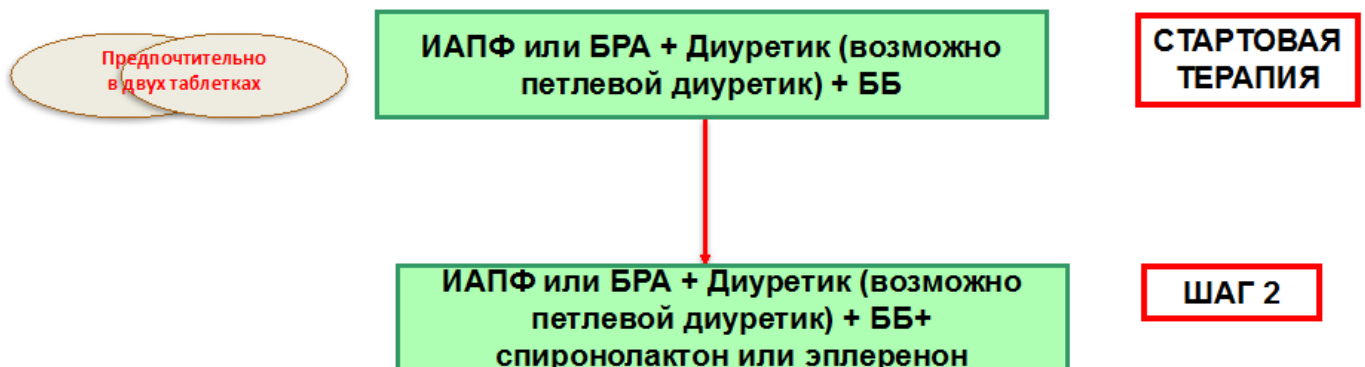 Предпочтительно
в двух таблетках
ИАПФ или БРА + Диуретик (возможно
петлевой диуретик) + ББ
СТАРТОВАЯ
ТЕРАПИЯ
ИАПФ или БРА + Диуретик (возможно
петлевой диуретик) + ББ+
спиронолактон или эплеренон
ШАГ 2